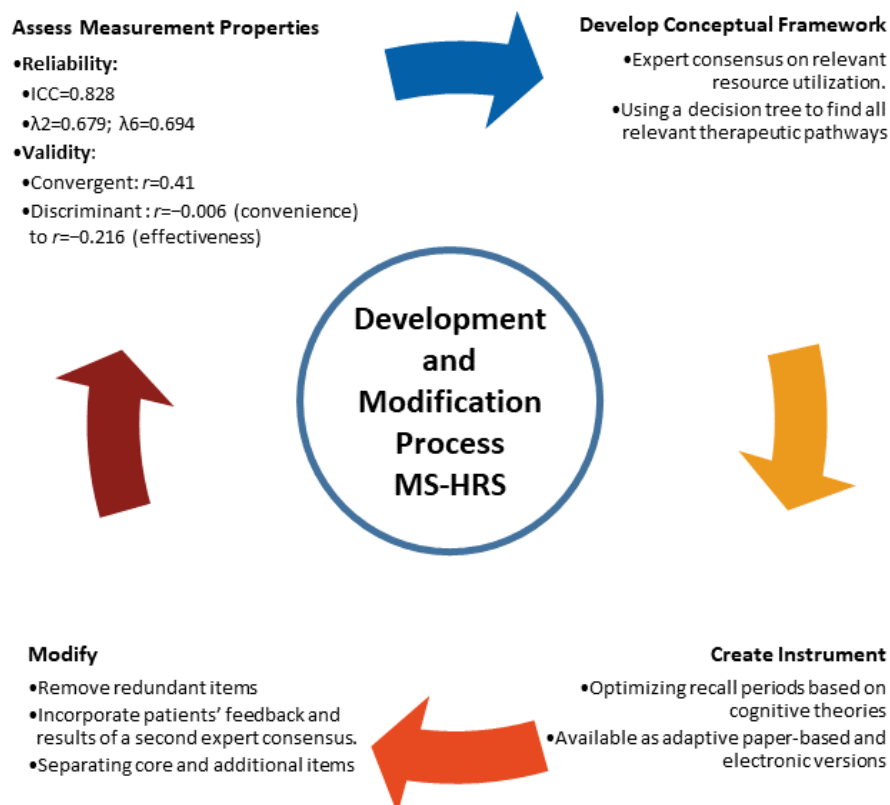 Assess Measurement Properties
•Reliability:
•ICC=0.828
•λ2=0.679; λ6=0.694
•Validity:
•Convergent: r=0.41
•Discriminant : r=−0.006 (convenience)
to r=−0.216 (effectiveness)
Develop Conceptual Framework
•Expert consensus on relevant
resource utilization.
•Using a decision tree to find all
relevant therapeutic pathways
Development
and
Modification
Process
MS-HRS
Modify
•Remove redundant items
•Incorporate patients’ feedback and
results of a second expert consensus.
•Separating core and additional items
Create Instrument
•Optimizing recall periods based on
cognitive theories
•Available as adaptive paper-based and
electronic versions